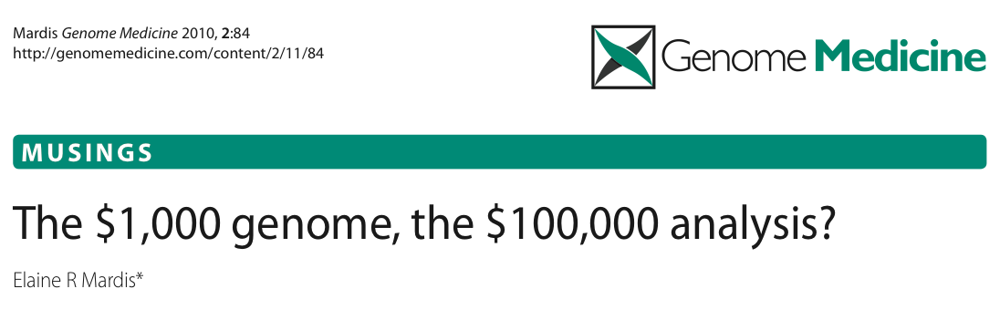 Mardis Genome Medicine 2010, 2:84
http://genomemedicine.com/content/2/11/84
Genome Medicine
MUSINGS
The $1,000 genome, the $100,000 analysis?
Elaine R Mardis*